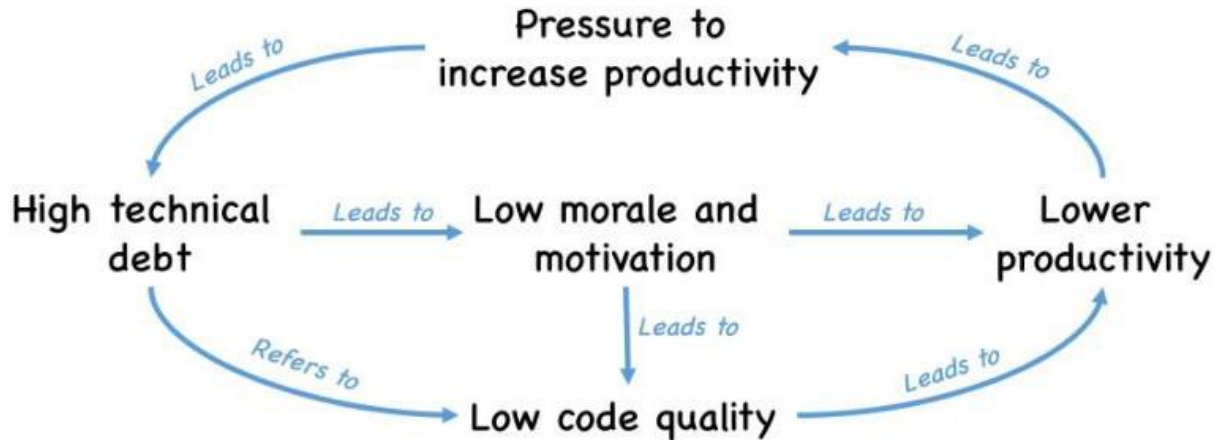 Pressure to
increase productivity
Leads to
Leads to
High technical
debt
Leads to
Low morale and
motivation
Leads to
Lower
productivity
Refers to
Leads to
Leads to
Low code quality